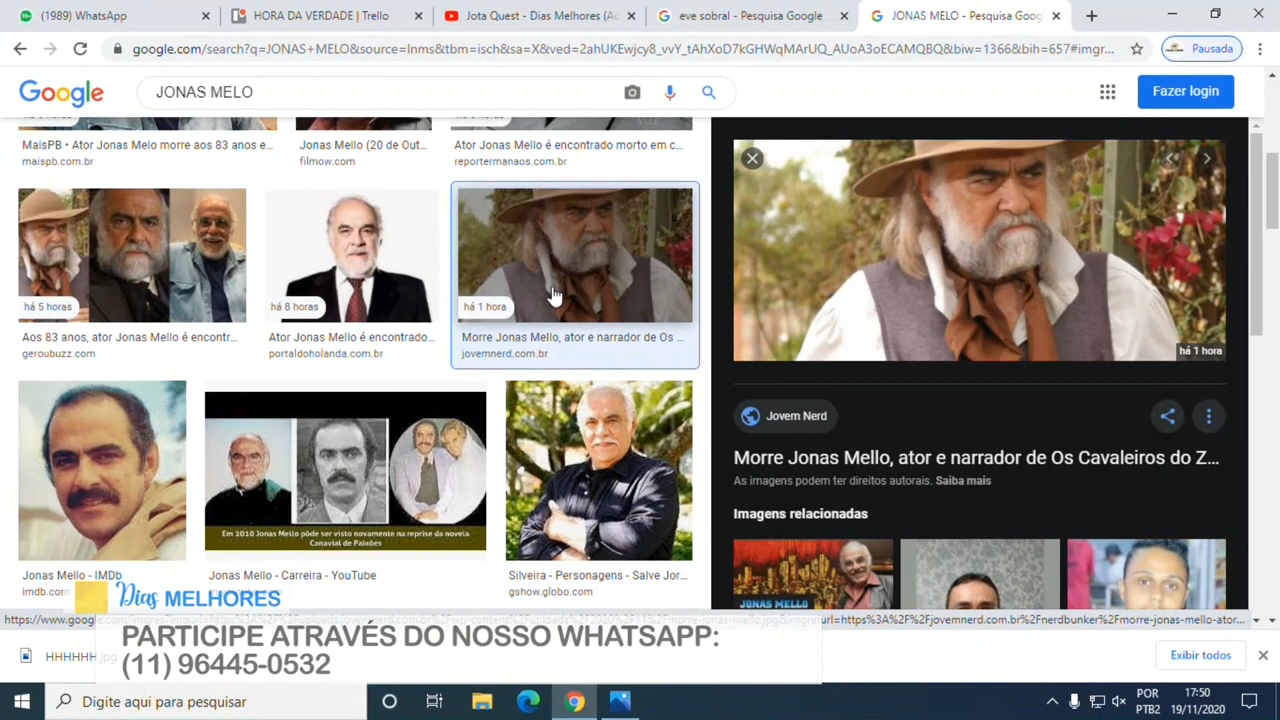 (1989) WhatsApp
HORA DA VERDADE | Trello
Jota Quest - Dias Melhores (Ac
eve sobral - Pesquisa Google
JONAS MELO - Pesquisa Goog
google.com/search?q=JONAS+MELO&source=lnms&tbm=isch&sa=X&ved=2ahUKEwjcy8_vvY_tAhXoD7kGHWqMArUQ_AUoA3oECAMQBQ&biw=1366&bih=657#imgr...
Pausada
Google
JONAS MELO
Fazer login
MaisPB • Ator Jonas Melo morre aos 83 anos e...
maispb.com.br
Jonas Mello (20 de Out...
filmow.com
Ator Jonas Mello é encontrado morto em c...
reportermanaos.com
há 5 horas
Aos 83 anos, ator Jonas Mello é encontr...
geroubuzz.com
há 8 horas
Ator Jonas Mello é encontrado...
portaldoholanda.com.br
há 1 hora
Morre Jonas Mello, ator e narrador de Os ...
jovemnerd.com.br
Em 2010 Jonas Mello pôde ser visto novamente na reprise da novela
Canavial de Paixões
Jonas Mello - IMDb
imdb.com
Jonas Mello - Carreira - YouTube
Silveira - Personagens - Salve Jor...
gshow.globo.com
há 1 hora
Jovem Nerd
Morre Jonas Mello, ator e narrador de Os Cavaleiros do Z...
As imagens podem ter direitos autorais. Saiba mais
Imagens relacionadas
JONAS MELLO
Dias MELHORES
PARTICIPE ATRAVÉS DO NOSSO WHATSAPP:
(11) 96445-0532
HHHHHH.jpg
Exibir todos
Digite aqui para pesquisar
POR
PTB2
17:50
19/11/2020